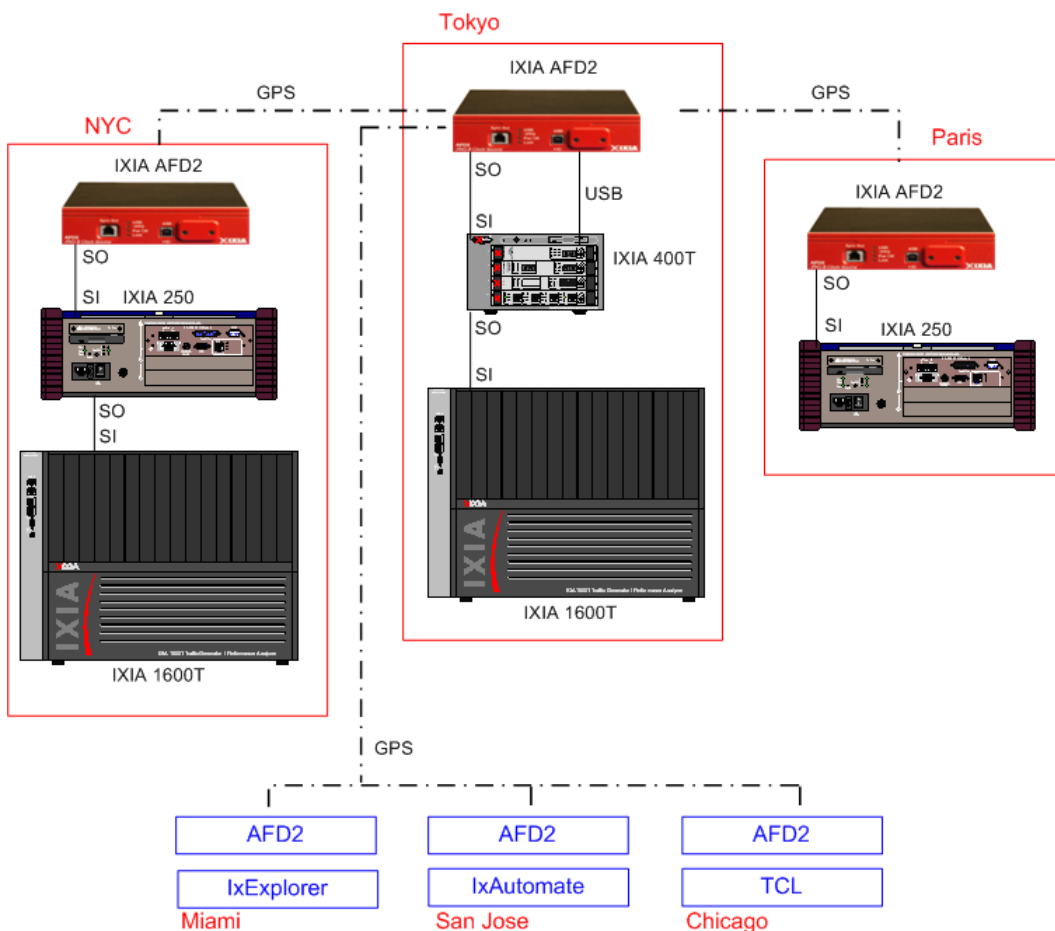 Tokyo
IXIA AFD2
GPS
GPS
NYC
Paris
IXIA AFD2
IXIA AFD2
SO
USB
SI
IXIA 400T
SO
SI
IXIA 250
SO
SI
IXIA 250
SO
SI
SO
SI
IXIA
IXIA 1600T
IXIA
IXIA 1600T
GPS
AFD2
AFD2
AFD2
IxExplorer
IxAutomate
TCL
Miami
San Jose
Chicago